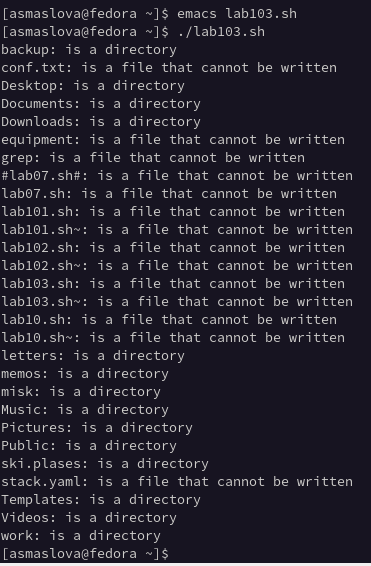 [asmaslova@fedora ~]$ emacs lab103.sh
[asmaslova@fedora ~]$ ./lab103.sh
backup: is a directory
conf.txt: is a file that cannot be written
Desktop: is a directory
Documents: is a directory
Downloads: is a directory
equipment: is a file that cannot be written
grep: is a file that cannot be written
#lab07.sh#: is a file that cannot be written
lab07.sh: is a file that cannot be written
lab101.sh: is a file that cannot be written
lab101.sh~: is a file that cannot be written
lab102.sh: is a file that cannot be written
lab102.sh~: is a file that cannot be written
lab103.sh: is a file that cannot be written
lab103.sh~: is a file that cannot be written
lab10.sh: is a file that cannot be written
lab10.sh~: is a file that cannot be written
letters: is a directory
memos: is a directory
misk: is a directory
Music: is a directory
Pictures: is a directory
Public: is a directory
ski.plases: is a directory
stack.yaml: is a file that cannot be written
Templates: is a directory
Videos: is a directory
work: is a directory
[asmaslova@fedora ~]$